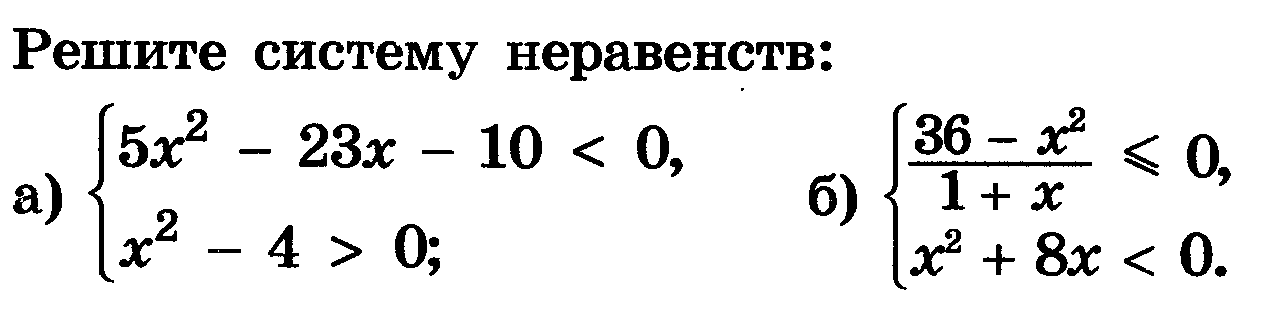 Решите систему неравенств:
а) { 5x² − 23x − 10 < 0,
x² − 4 > 0;
б) { (36 − x²)/(1 + x) ⩽ 0,
x² + 8x < 0.